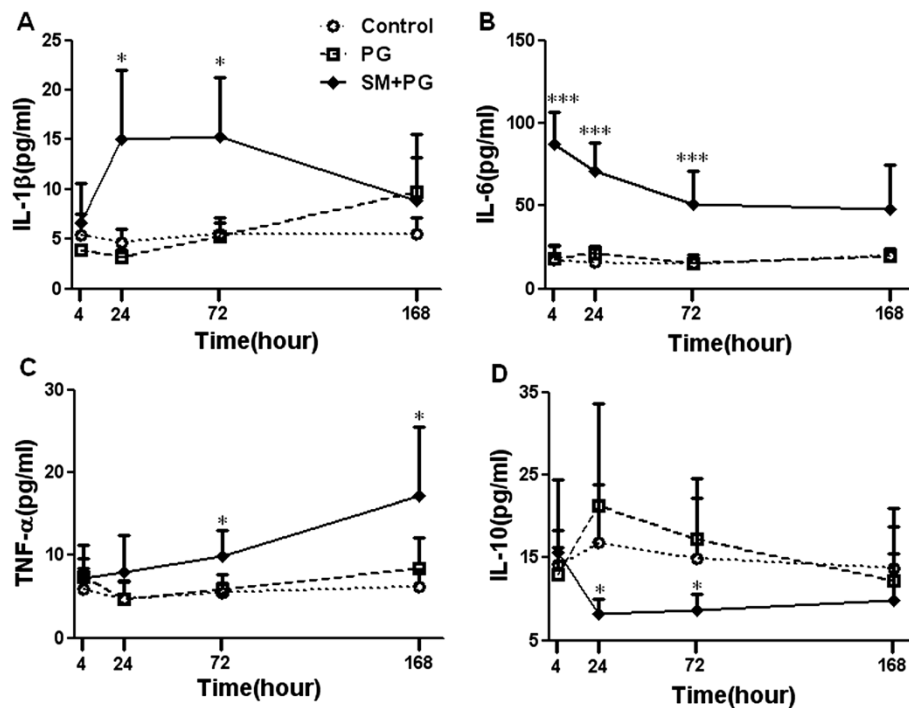 A
Control
PG
SM+PG
IL-1β(pg/ml)
25
20
15
10
5
0
*
*
4 24 72 168
Time(hour)
B
IL-6(pg/ml)
150
100
50
0
***
***
***
4 24 72 168
Time(hour)
C
TNF-α(pg/ml)
30
20
10
0
*
*
4 24 72 168
Time(hour)
D
IL-10(pg/ml)
35
25
15
5
*
*
4 24 72 168
Time(hour)